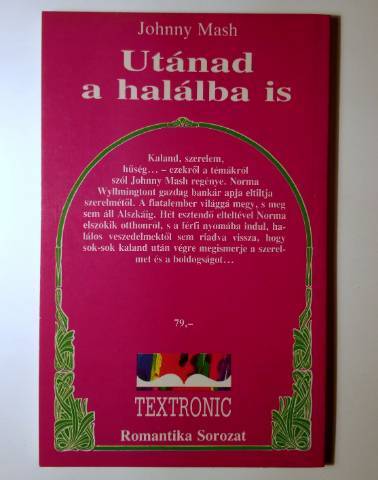 Johnny Mash
Utánad
a halálba is
Kaland, szerelem,
hűség... – ezekről a témákról
szól Johnny Mash regénye. Norma
Wyllmingtont gazdag bankár apja eltiltja
szerelmétől. A fiatalember világgá megy, s meg
sem áll Alszkáig. Hét esztendő elteltével Norma
elszökik otthonról, s a férfi nyomába indul, ha-
lálos veszedelmektől sem riadva vissza, hogy
sok-sok kaland után végre megismerje a szerel-
met és a boldogságot...
79,–
TEXTRONIC
Romantika Sorozat